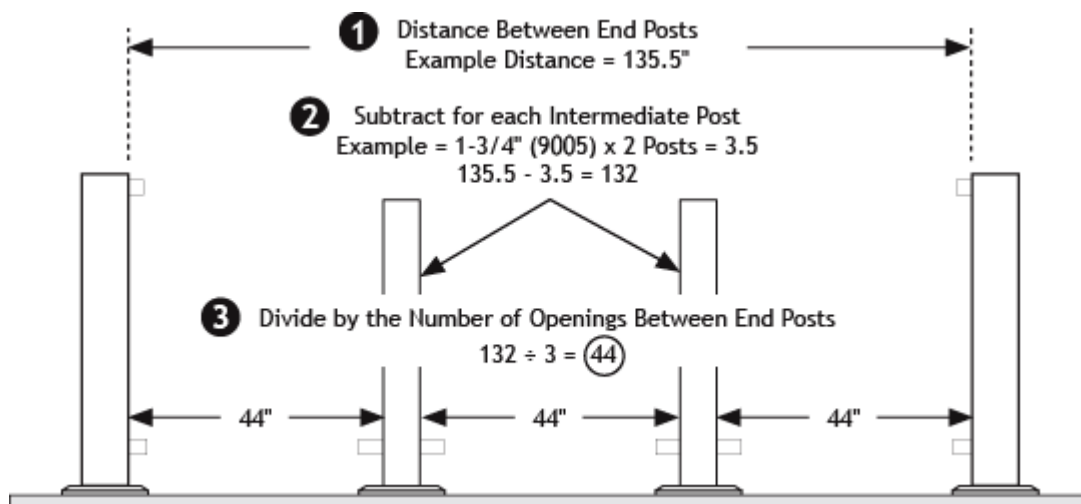 1 Distance Between End Posts
Example Distance = 135.5"
2 Subtract for each Intermediate Post
Example = 1-3/4" (9005) x 2 Posts = 3.5
135.5 - 3.5 = 132
3 Divide by the Number of Openings Between End Posts
132 ÷ 3 = 44
44" 44" 44"